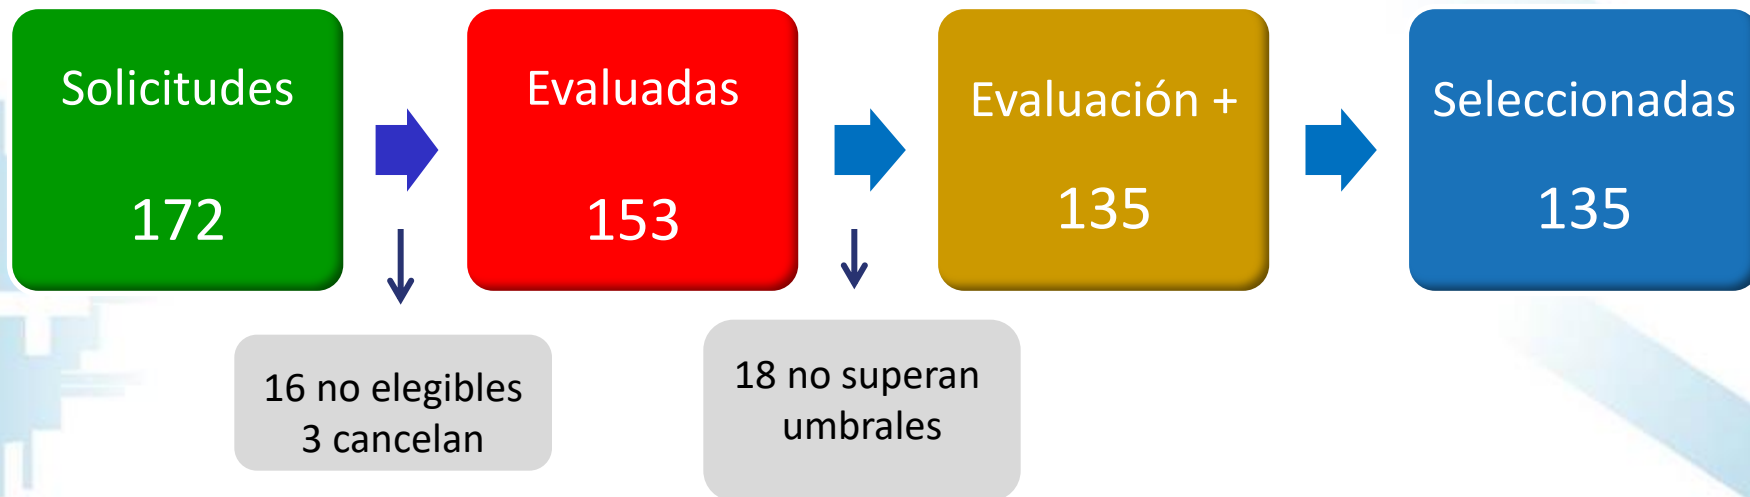 Solicitudes
172
Evaluadas
153
Evaluación +
135
Seleccionadas
135
16 no elegibles
3 cancelan
18 no superan
umbrales